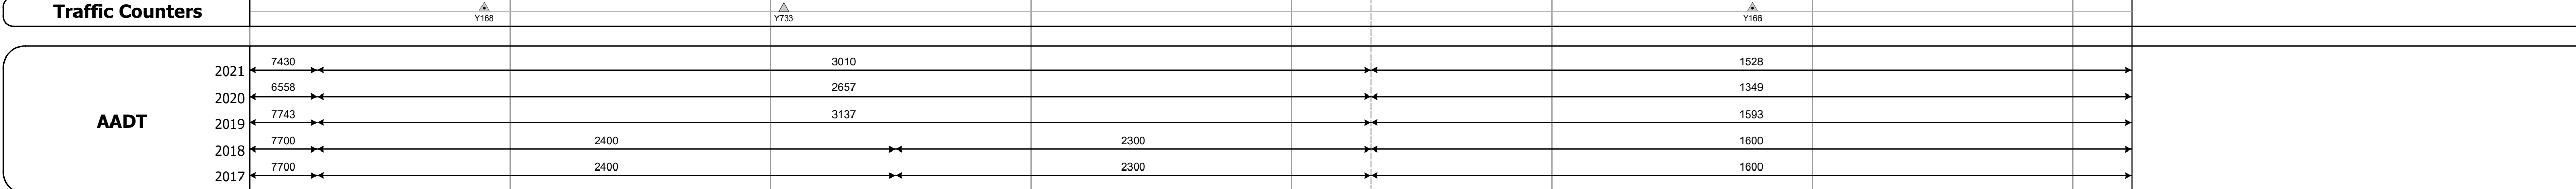 Traffic Counters
Y168 Y733 Y166
AADT
2021 7430 3010 1528
2020 6558 2657 1349
2019 7743 3137 1593
2018 7700 2400 2300 1600
2017 7700 2400 2300 1600